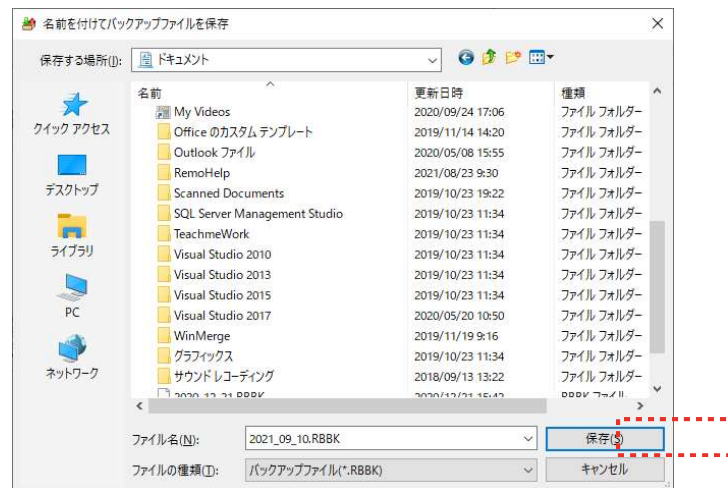 名前を付けてバックアップファイルを保存
保存する場所(I): ドキュメント
名前 更新日時 種類
My Videos 2020/09/24 17:06 ファイル フォルダー
Office のカスタム テンプレート 2019/11/14 14:20 ファイル フォルダー
Outlook ファイル 2020/05/08 15:55 ファイル フォルダー
RemoHelp 2021/08/23 9:30 ファイル フォルダー
Scanned Documents 2019/10/23 19:22 ファイル フォルダー
SQL Server Management Studio 2019/10/23 11:34 ファイル フォルダー
TeachmeWork 2019/10/23 11:34 ファイル フォルダー
Visual Studio 2010 2019/10/23 11:34 ファイル フォルダー
Visual Studio 2013 2019/10/23 11:34 ファイル フォルダー
Visual Studio 2015 2019/10/23 11:34 ファイル フォルダー
Visual Studio 2017 2020/05/20 10:50 ファイル フォルダー
WinMerge 2019/11/19 9:16 ファイル フォルダー
グラフィックス 2019/10/23 11:34 ファイル フォルダー
サウンド レコーディング 2018/09/13 13:22 ファイル フォルダー
2020_12_21.RBBK 2020/12/21 15:42 RBBK ファイル
クイック アクセス
デスクトップ
ライブラリ
PC
ネットワーク
ファイル名(N): 2021_09_10.RBBK 保存(S)
ファイルの種類(T): バックアップファイル(*.RBBK) キャンセル